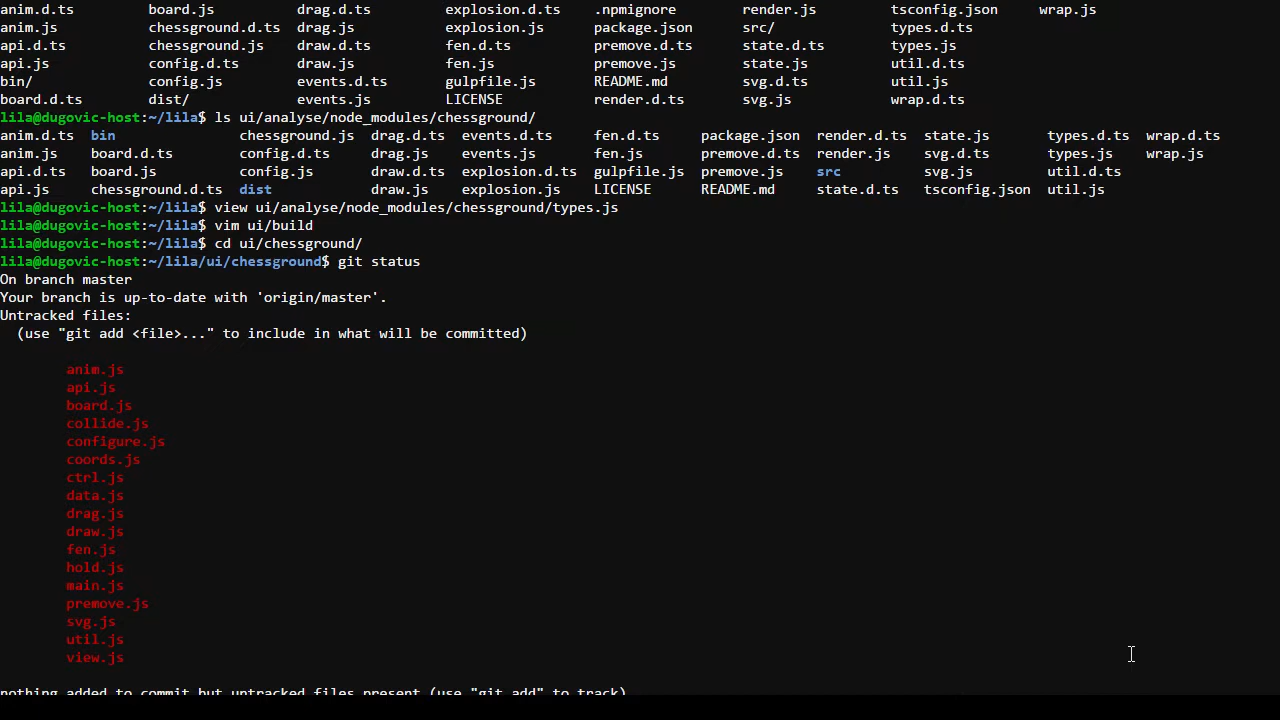 anim.d.ts board.js drag.d.ts explosion.d.ts .npmignore render.js tsconfig.json wrap.js
anim.js chessground.d.ts drag.js explosion.js package.json src/ types.d.ts
api.d.ts chessground.js draw.d.ts fen.d.ts premove.d.ts state.d.ts types.js
api.js config.d.ts draw.js fen.js premove.js state.js util.d.ts
bin/ config.js events.d.ts gulpfile.js README.md svg.d.ts util.js
board.d.ts dist/ events.js LICENSE render.d.ts svg.js wrap.d.ts
lila@dugovic-host:~/lila$ ls ui/analyse/node_modules/chessground/
anim.d.ts bin chessground.js drag.d.ts events.d.ts fen.d.ts package.json render.d.ts state.js types.d.ts wrap.d.ts
anim.js board.d.ts config.d.ts drag.js events.js fen.js premove.d.ts render.js svg.d.ts types.js wrap.js
api.d.ts board.js config.js draw.d.ts explosion.d.ts gulpfile.js premove.js src svg.js util.d.ts
api.js chessground.d.ts dist draw.js explosion.js LICENSE README.md state.d.ts tsconfig.json util.js
lila@dugovic-host:~/lila$ view ui/analyse/node_modules/chessground/types.js
lila@dugovic-host:~/lila$ vim ui/build
lila@dugovic-host:~/lila$ cd ui/chessground/
lila@dugovic-host:~/lila/ui/chessground$ git status
On branch master
Your branch is up-to-date with 'origin/master'.
Untracked files:
(use "git add <file>..." to include in what will be committed)
anim.js
api.js
board.js
collide.js
configure.js
coords.js
ctrl.js
data.js
drag.js
draw.js
fen.js
hold.js
main.js
premove.js
svg.js
util.js
view.js
nothing added to commit but untracked files present (use "git add" to track)